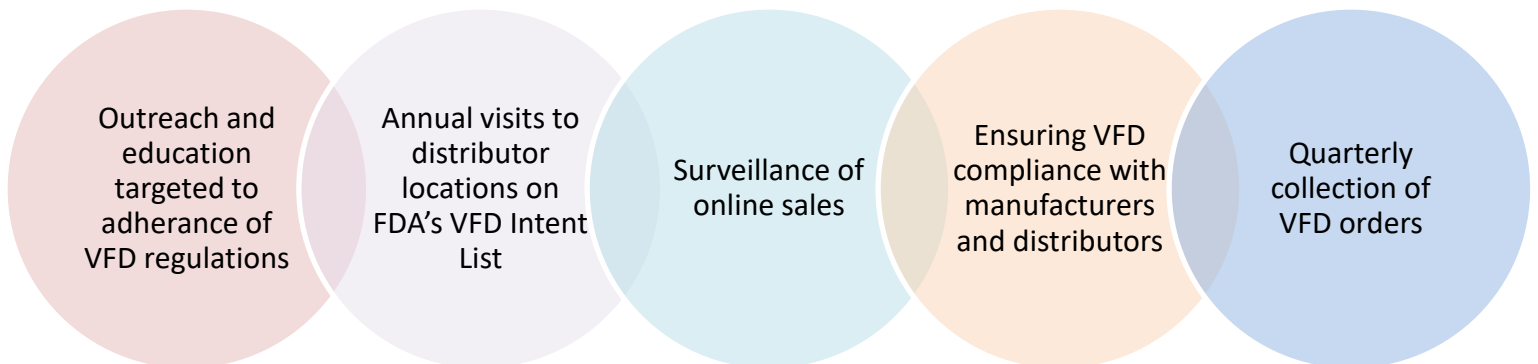 Outreach and
education
targeted to
adherance of
VFD regulations
Annual visits to
distributor
locations on
FDA's VFD Intent
List
Surveillance of
online sales
Ensuring VFD
compliance with
manufacturers
and distributors
Quarterly
collection of
VFD orders